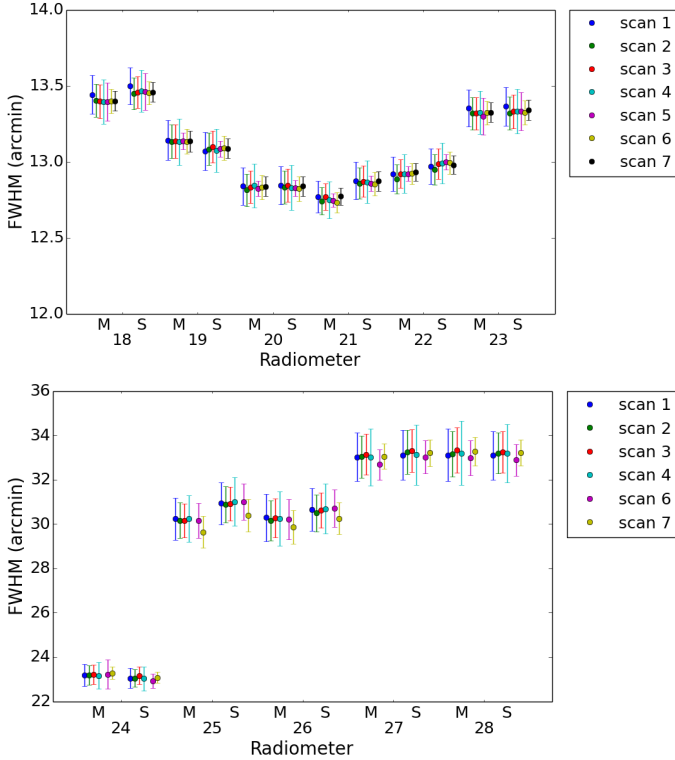 14.0
13.5
13.0
12.5
12.0
FWHM (arcmin)
M S M S M S M S M S M S
18 19 20 21 22 23
Radiometer
scan 1
scan 2
scan 3
scan 4
scan 5
scan 6
scan 7
36
34
32
30
28
26
24
22
FWHM (arcmin)
M S M S M S M S M S
24 25 26 27 28
Radiometer
scan 1
scan 2
scan 3
scan 4
scan 6
scan 7